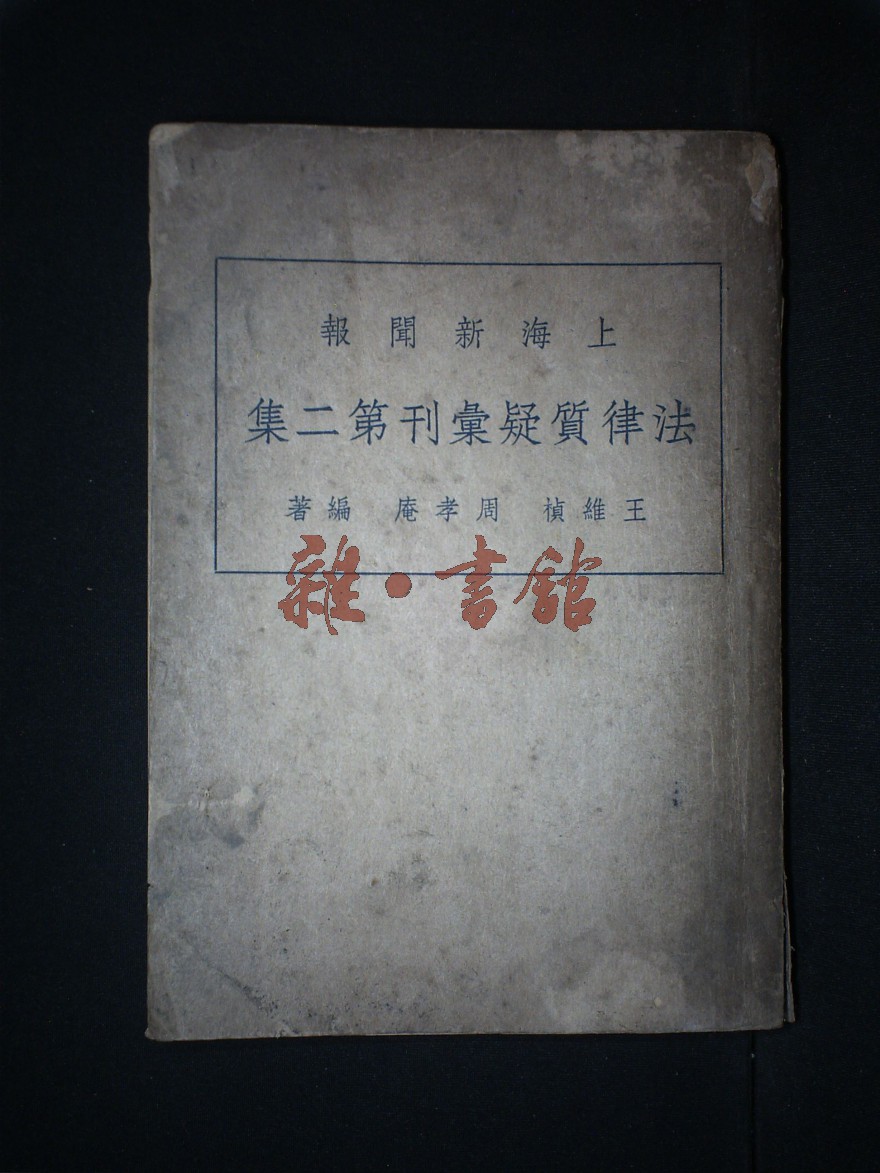 上海新聞報
法律質疑彙刊第二集
王維楨 周孝庵 編著
雜·書館